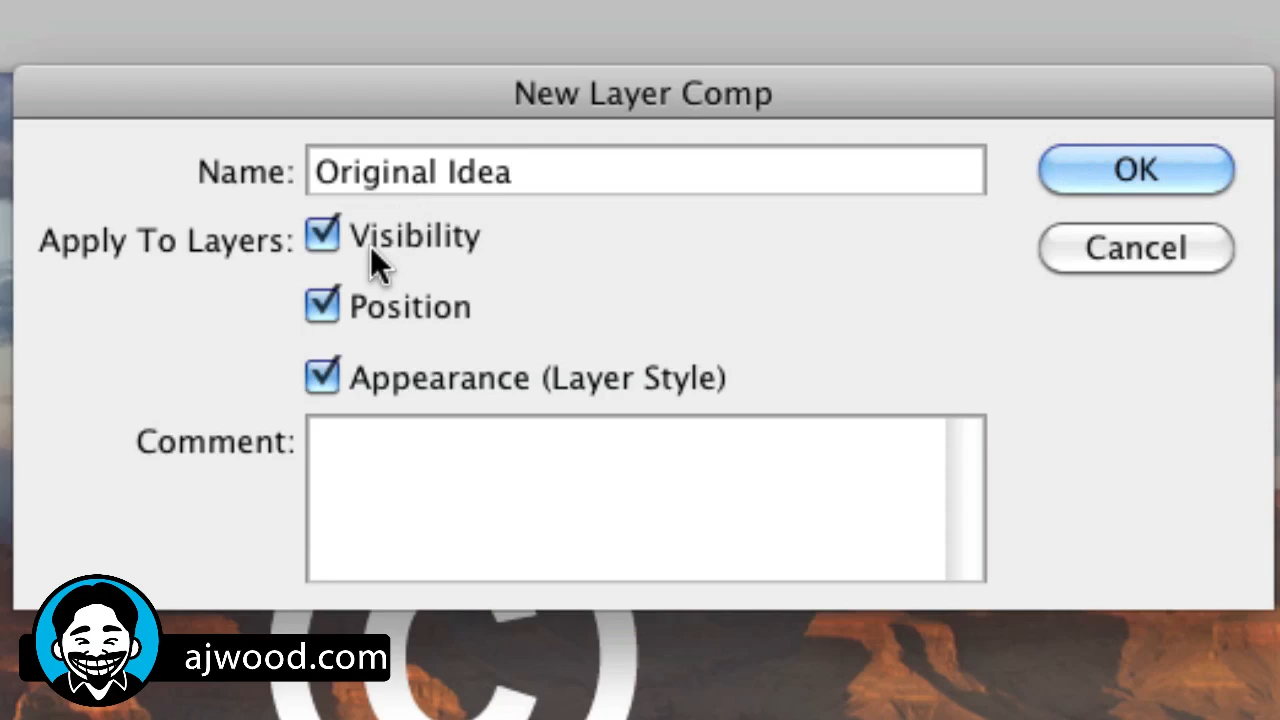 New Layer Comp
Name: Original Idea
OK
Apply To Layers: Visibility
Cancel
Position
Appearance (Layer Style)
Comment:
©
ajwood.com